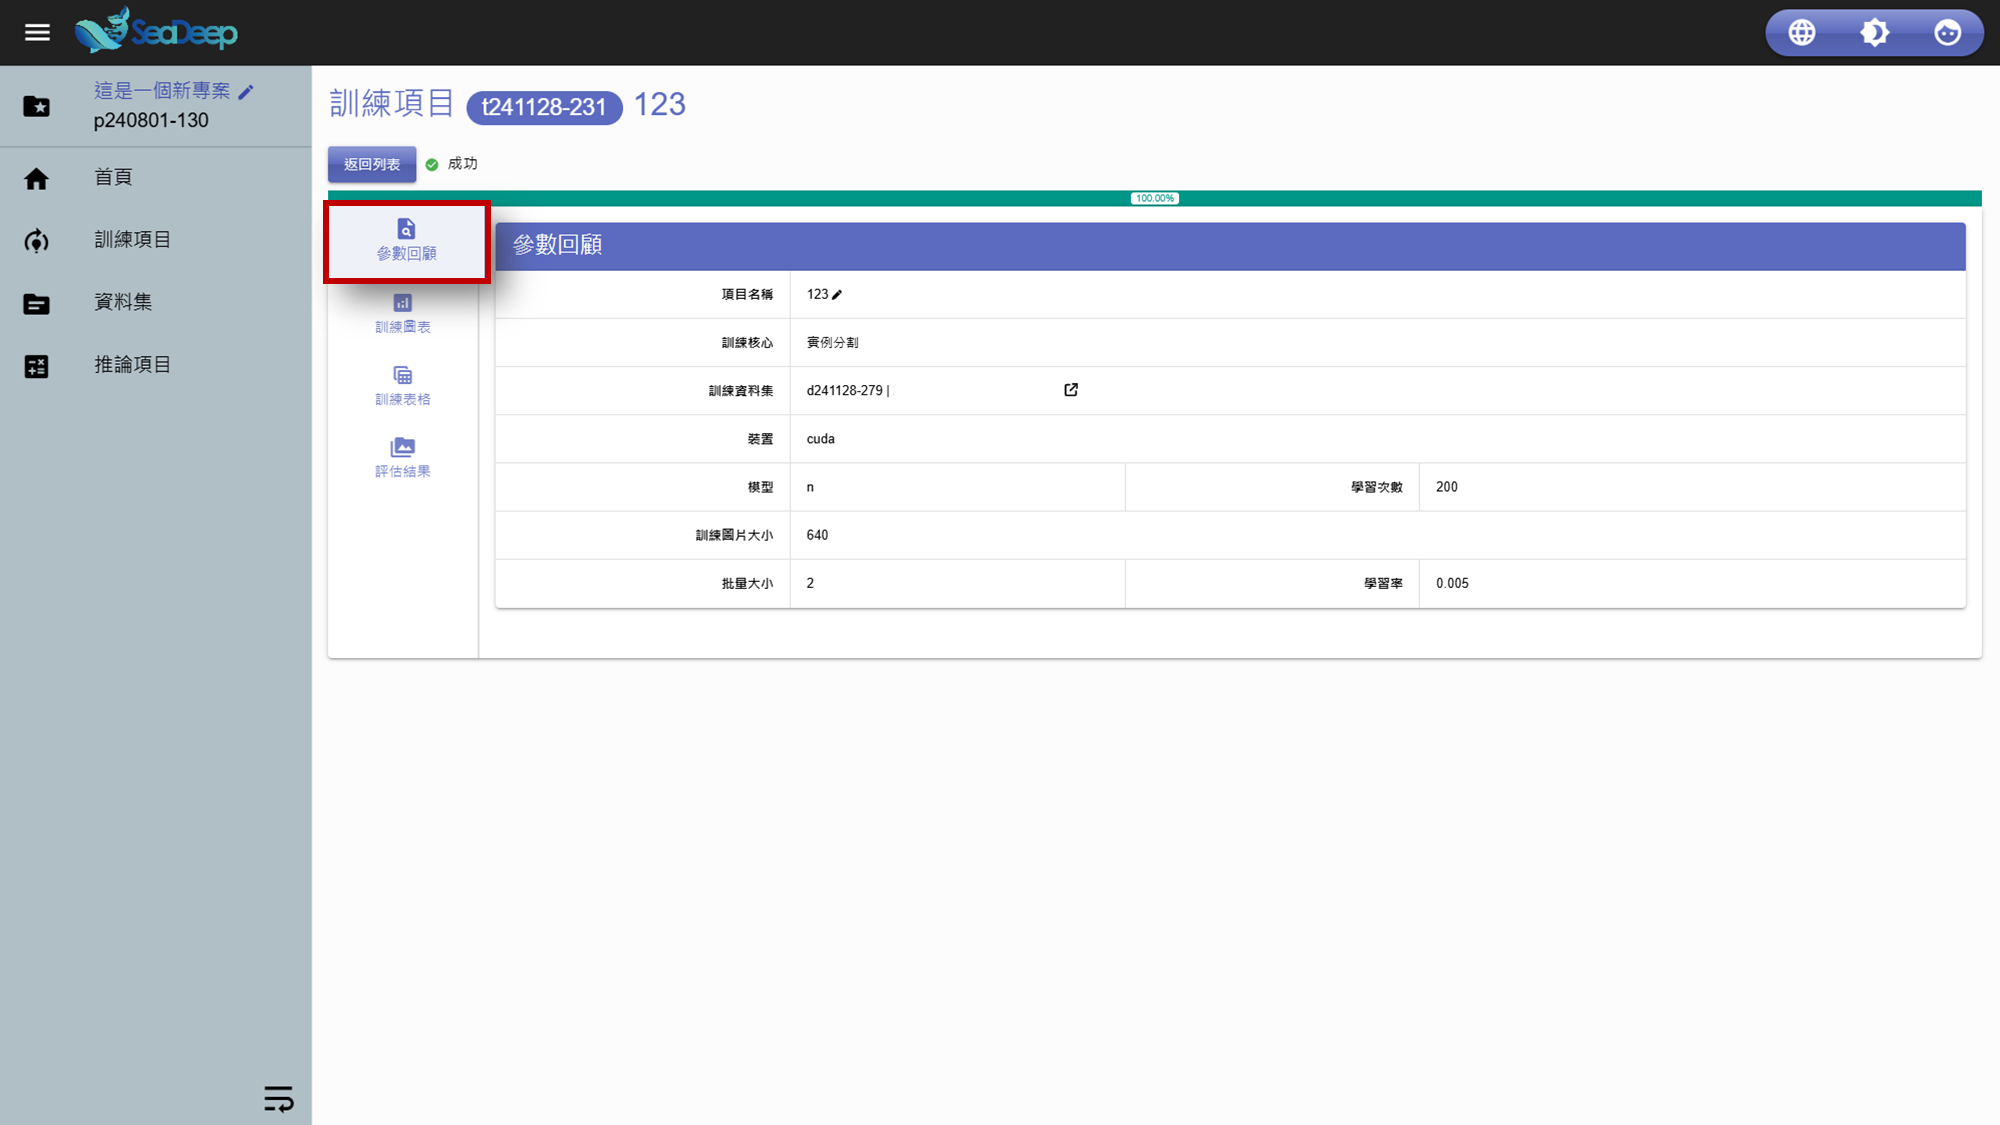 SeaDeep
這是一個新專案
p240801-130
首頁
訓練項目
資料集
推論項目
訓練項目 t241128-231 123
返回列表 成功
100.00%
參數回顧
訓練圖表
訓練表格
評估結果
參數回顧
項目名稱 123
訓練核心 實例分割
訓練資料集 d241128-279 |
裝置 cuda
模型 n 學習次數 200
訓練圖片大小 640
批量大小 2 學習率 0.005